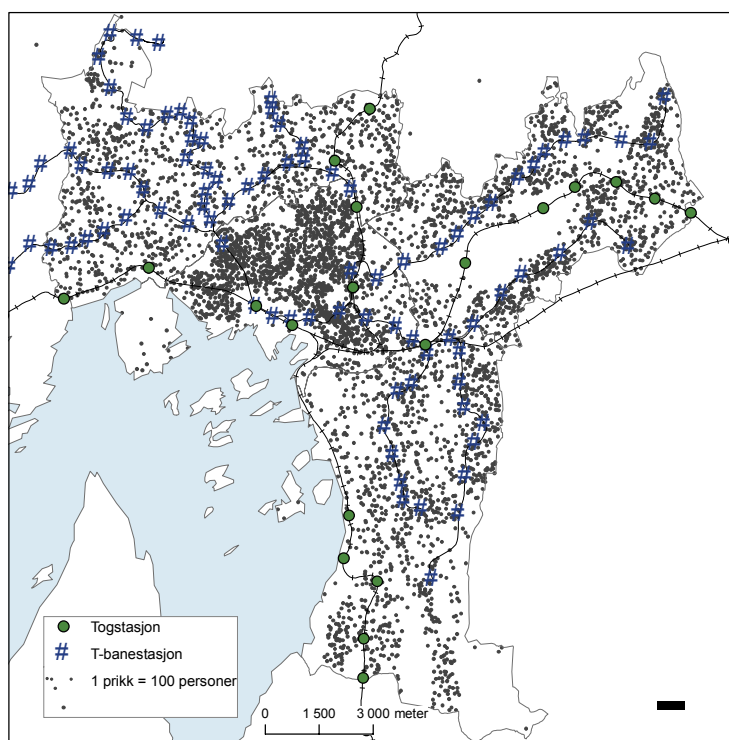 Togstasjon
# T-banestasjon
1 prikk = 100 personer
0 1 500 3 000 meter